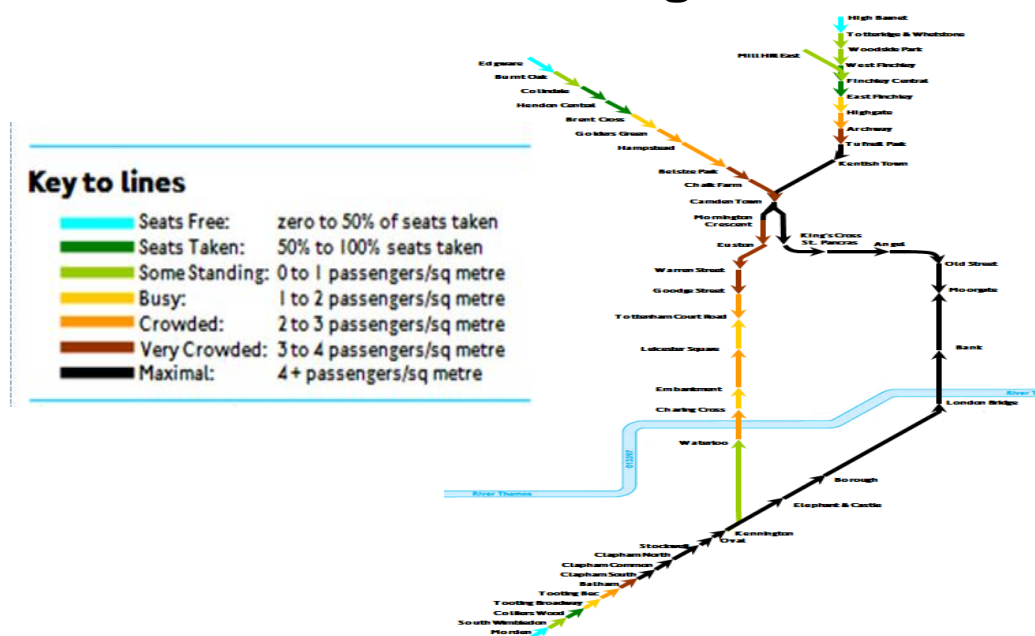 g
Key to lines
Seats Free: zero to 50% of seats taken
Seats Taken: 50% to 100% seats taken
Some Standing: 0 to 1 passengers/sq metre
Busy: 1 to 2 passengers/sq metre
Crowded: 2 to 3 passengers/sq metre
Very Crowded: 3 to 4 passengers/sq metre
Maximal: 4+ passengers/sq metre
High Barnet
Totteridge & Whetstone
Woodside Park
Mill Hill East
West Finchley
Finchley Central
East Finchley
Highgate
Archway
Tufnell Park
Kentish Town
Edgware
Burnt Oak
Colindale
Hendon Central
Brent Cross
Golders Green
Hampstead
Belsize Park
Chalk Farm
Camden Town
Mornington
Crescent
Euston
King's Cross
St. Pancras
Angel
Old Street
Moorgate
Warren Street
Goodge Street
Tottenham Court Road
Leicester Square
Bank
Embankment
Charing Cross
London Bridge
River T
Waterloo
River Thames
Borough
Elephant & Castle
Kennington
Oval
Stockwell
Clapham North
Clapham Common
Clapham South
Balham
Tooting Bec
Tooting Broadway
Colliers Wood
South Wimbledon
Morden